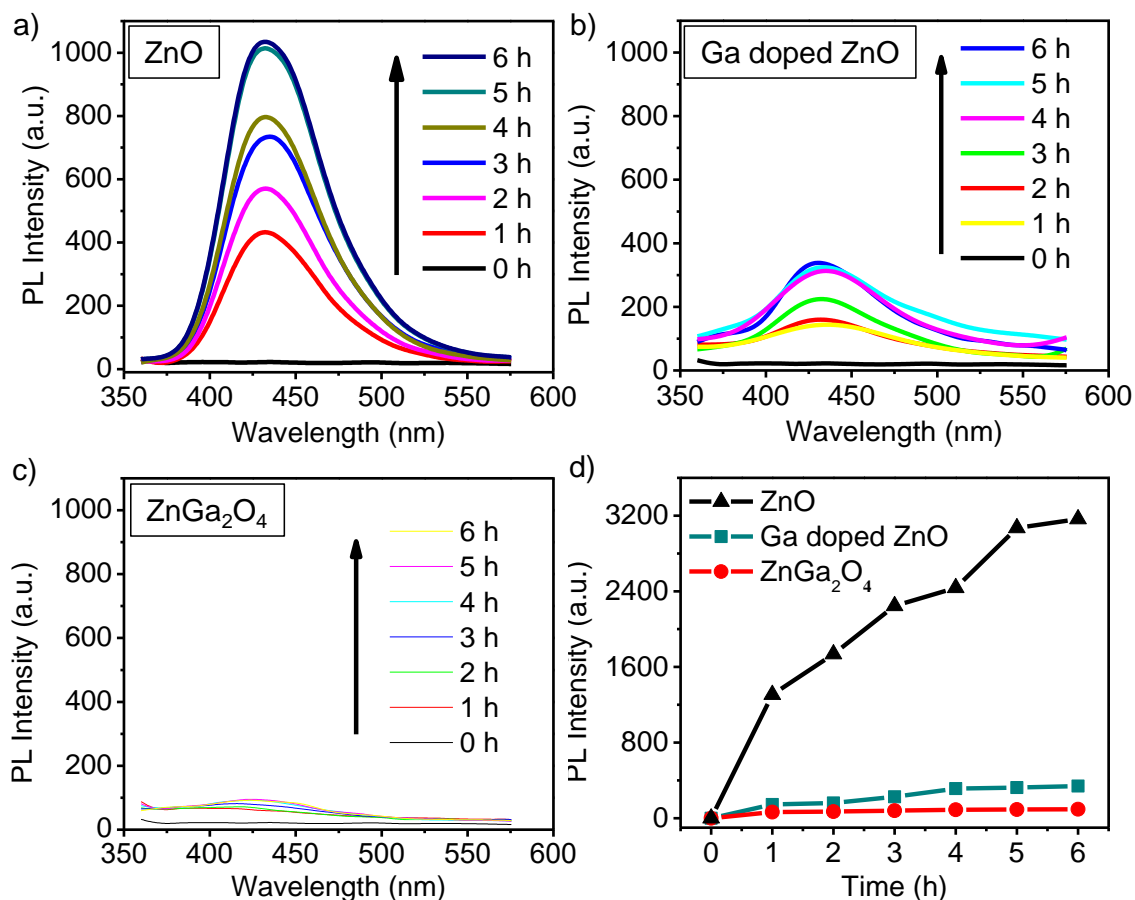 a)
ZnO
1000
800
600
400
200
0
PL Intensity (a.u.)
6 h
5 h
4 h
3 h
2 h
1 h
0 h
350 400 450 500 550 600
Wavelength (nm)
b)
Ga doped ZnO
1000
800
600
400
200
0
PL Intensity (a.u.)
6 h
5 h
4 h
3 h
2 h
1 h
0 h
350 400 450 500 550 600
Wavelength (nm)
c)
ZnGa₂O₄
1000
800
600
400
200
0
PL Intensity (a.u.)
6 h
5 h
4 h
3 h
2 h
1 h
0 h
350 400 450 500 550 600
Wavelength (nm)
d)
ZnO
Ga doped ZnO
ZnGa₂O₄
3200
2400
1600
800
0
PL Intensity (a.u.)
0 1 2 3 4 5 6
Time (h)